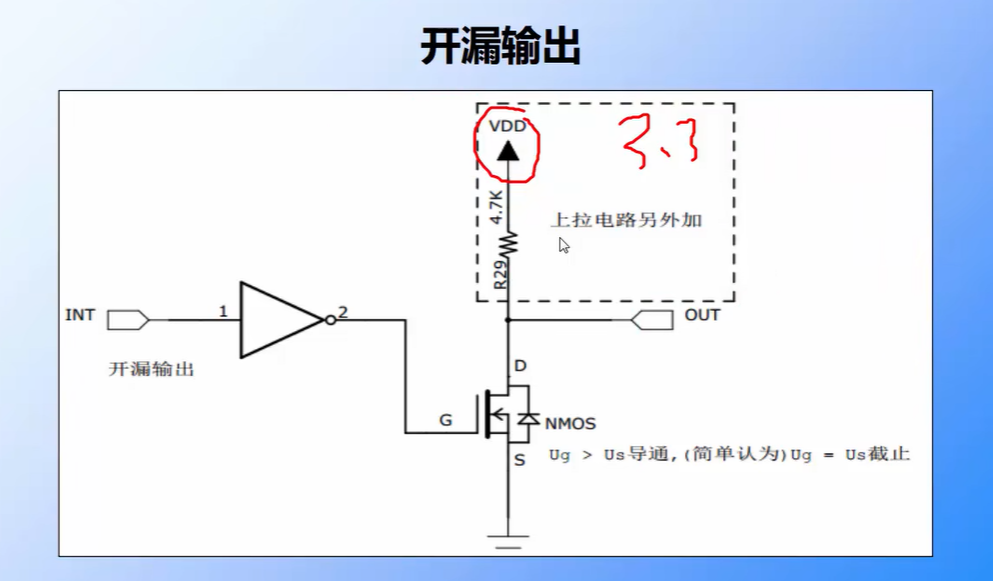 开漏输出
VDD
3.3
4.7K
上拉电路另外加
R29
INT
1
2
OUT
开漏输出
D
G
NMOS
S
Ug > Us导通,(简单认为)Ug = Us截止